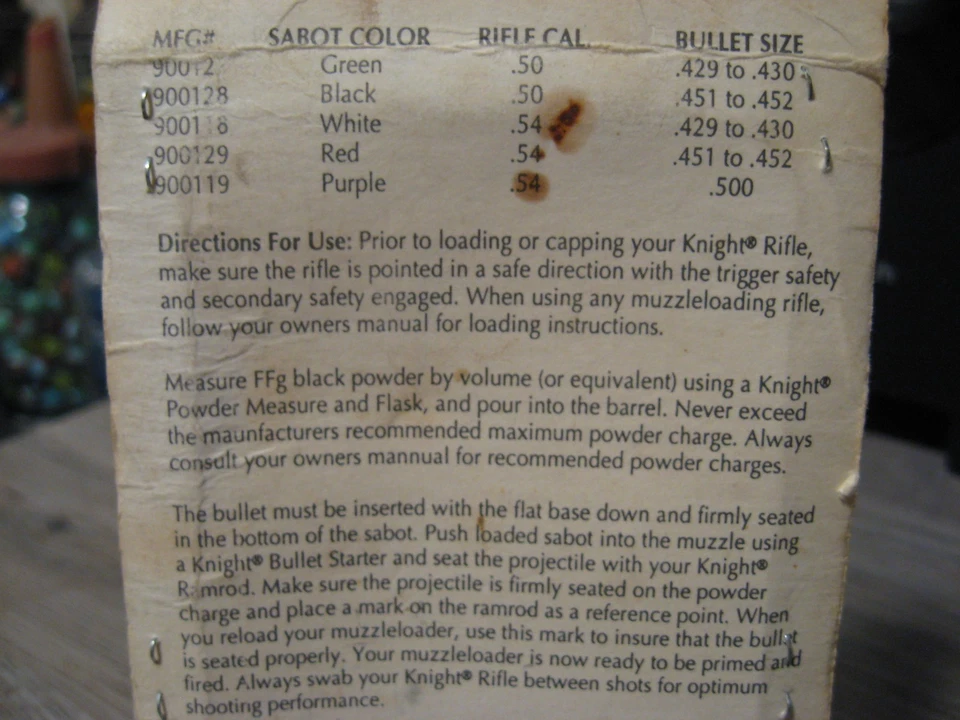 MFG# SABOT COLOR RIFLE CAL. BULLET SIZE
Green .50 .429 to .430
900128 Black .50 .451 to .452
White .54 .429 to .430
900129 Red .54 .451 to .452
900119 Purple .54 .500
Directions For Use: Prior to loading or capping your Knight® Rifle,
make sure the rifle is pointed in a safe direction with the trigger safety
and secondary safety engaged. When using any muzzleloading rifle,
follow your owners manual for loading instructions.
Measure FFg black powder by volume (or equivalent) using a Knight®
Powder Measure and Flask, and pour into the barrel. Never exceed
the maunfacturers recommended maximum powder charge. Always
consult your owners mannual for recommended powder charges.
The bullet must be inserted with the flat base down and firmly seated
in the bottom of the sabot. Push loaded sabot into the muzzle using
a Knight® Bullet Starter and seat the projectile with your Knight®
Ramrod. Make sure the projectile is firmly seated on the powder
charge and place a mark on the ramrod as a reference point. When
you reload your muzzleloader, use this mark to insure that the bullet
is seated properly. Your muzzleloader is now ready to be primed and
fired. Always swab your Knight® Rifle between shots for optimum
shooting performance.